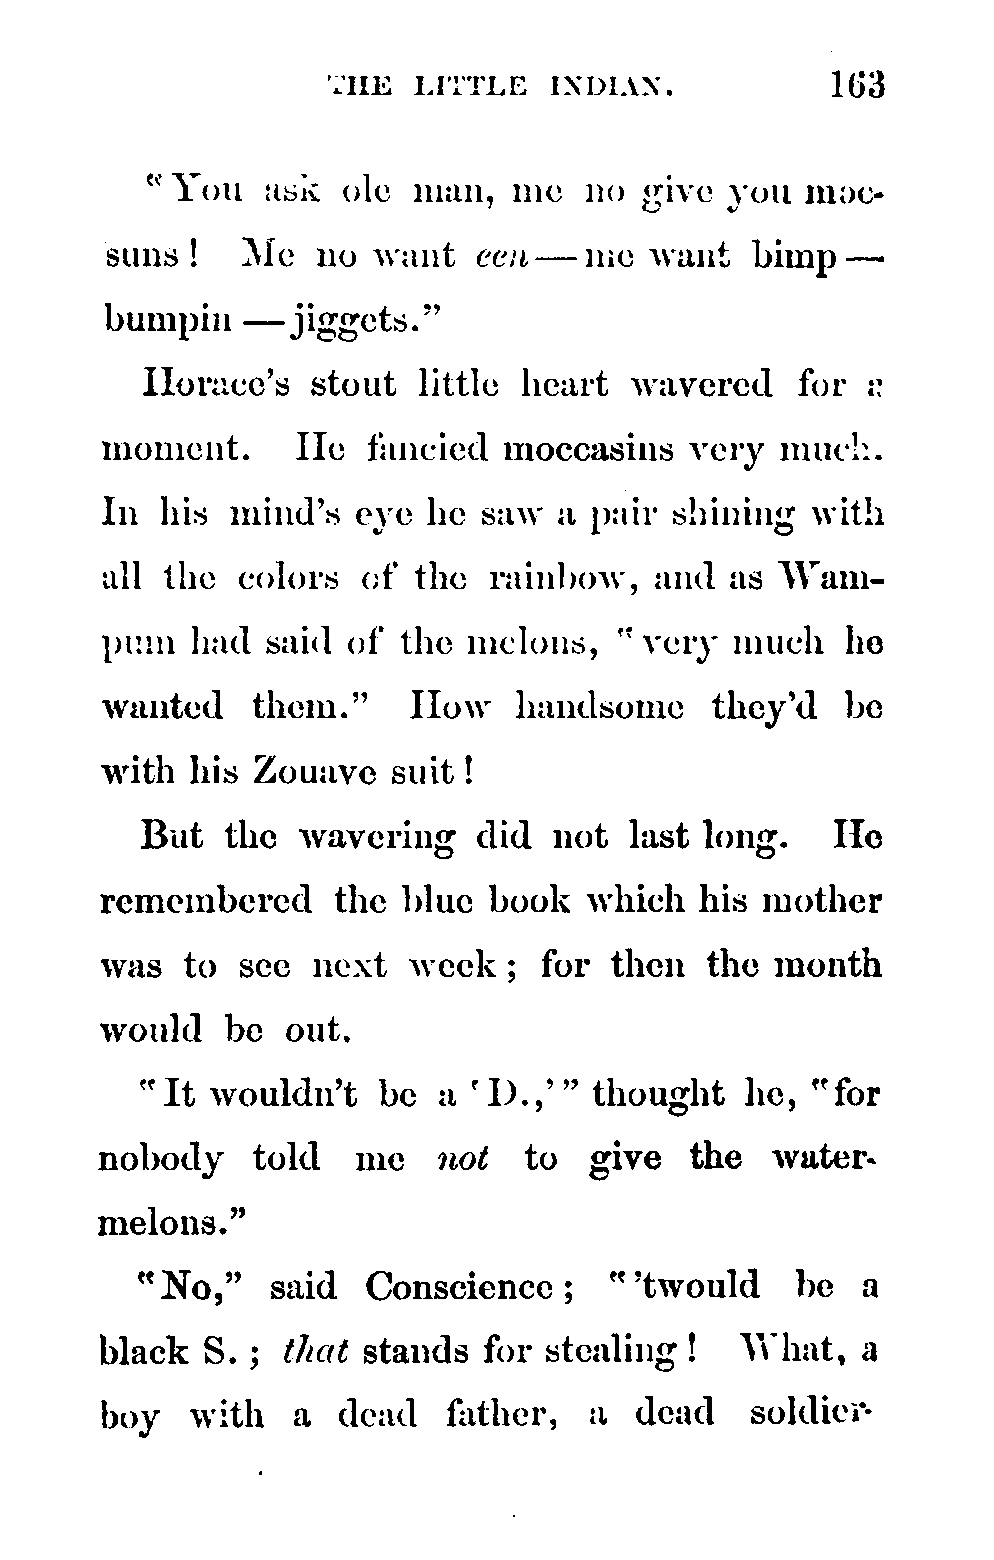 THE LITTLE INDIAN. 163
"You ask ole man, me no give you moc-
suns! Me no want een—me want bimp—
bumpin—jiggets."
Horace's stout little heart wavered for a
moment. He fancied moccasins very much.
In his mind's eye he saw a pair shining with
all the colors of the rainbow, and as Wam-
pum had said of the melons, "very much he
wanted them." How handsome they'd be
with his Zouave suit!
But the wavering did not last long. He
remembered the blue book which his mother
was to see next week; for then the month
would be out.
"It wouldn't be a 'D.,'" thought he, "for
nobody told me not to give the water-
melons."
"No," said Conscience; "'twould be a
black S.; that stands for stealing! What, a
boy with a dead father, a dead soldier-